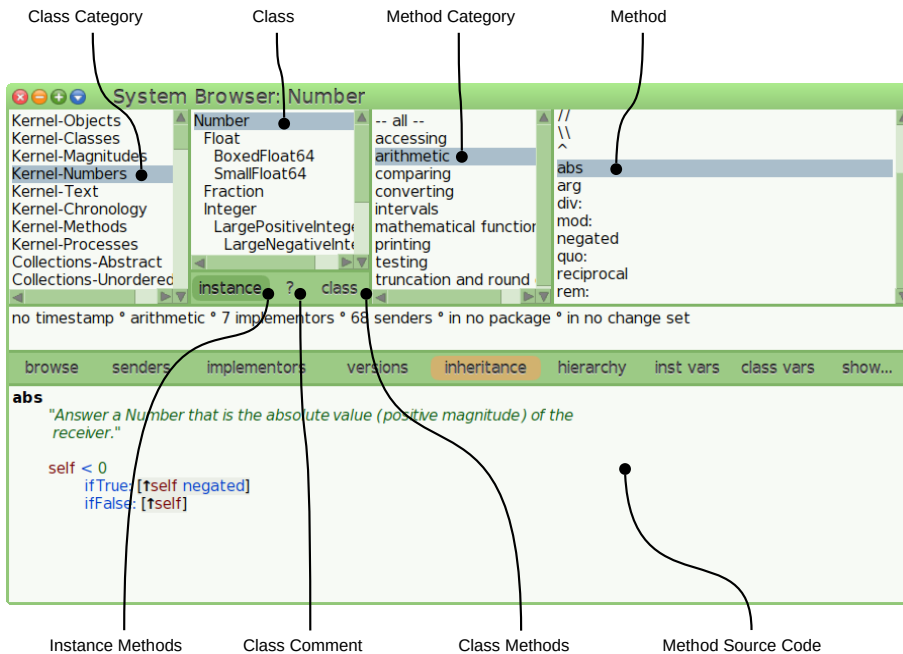 Class Category
Class
Method Category
Method
System Browser: Number
Kernel-Objects
Kernel-Classes
Kernel-Magnitudes
Kernel-Numbers
Kernel-Text
Kernel-Chronology
Kernel-Methods
Kernel-Processes
Collections-Abstract
Collections-Unordered
Number
Float
BoxedFloat64
SmallFloat64
Fraction
Integer
LargePositiveIntege
LargeNegativeInte
instance
?
class
-- all --
accessing
arithmetic
comparing
converting
intervals
mathematical function
printing
testing
truncation and round
//
\\
^
abs
arg
div:
mod:
negated
quo:
reciprocal
rem:
no timestamp ° arithmetic ° 7 implementors ° 68 senders ° in no package ° in no change set
browse senders implementors versions inheritance hierarchy inst vars class vars show...
abs
"Answer a Number that is the absolute value (positive magnitude) of the
receiver."
self < 0
ifTrue: [↑self negated]
ifFalse: [↑self]
Instance Methods
Class Comment
Class Methods
Method Source Code